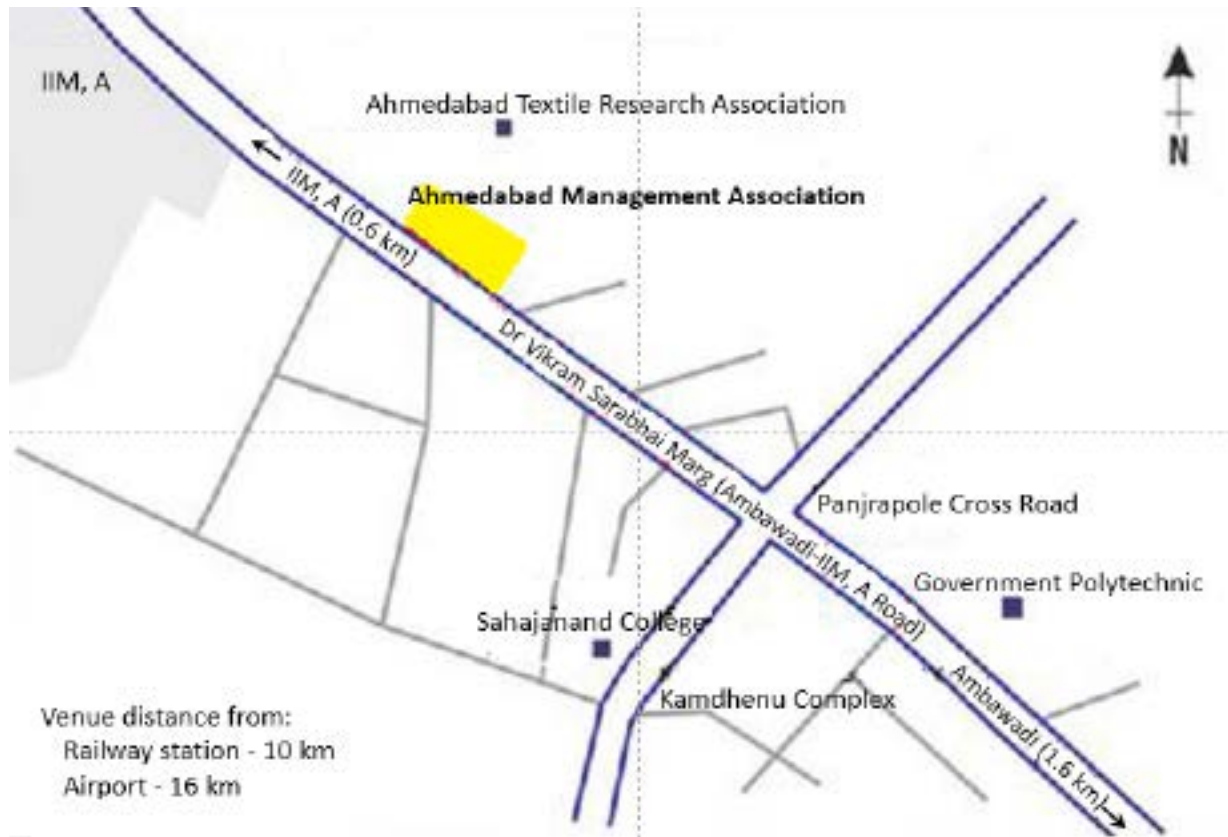 IIM, A
Ahmedabad Textile Research Association
N
IIM, A (0.6 km)
Ahmedabad Management Association
Dr Vikram Sarabhai Marg (Ambawadi-IIM, A Road)
Panjrapole Cross Road
Government Polytechnic
Sahajanand College
Ambawadi (1.6 km)
Kamdhenu Complex
Venue distance from:
Railway station - 10 km
Airport - 16 km